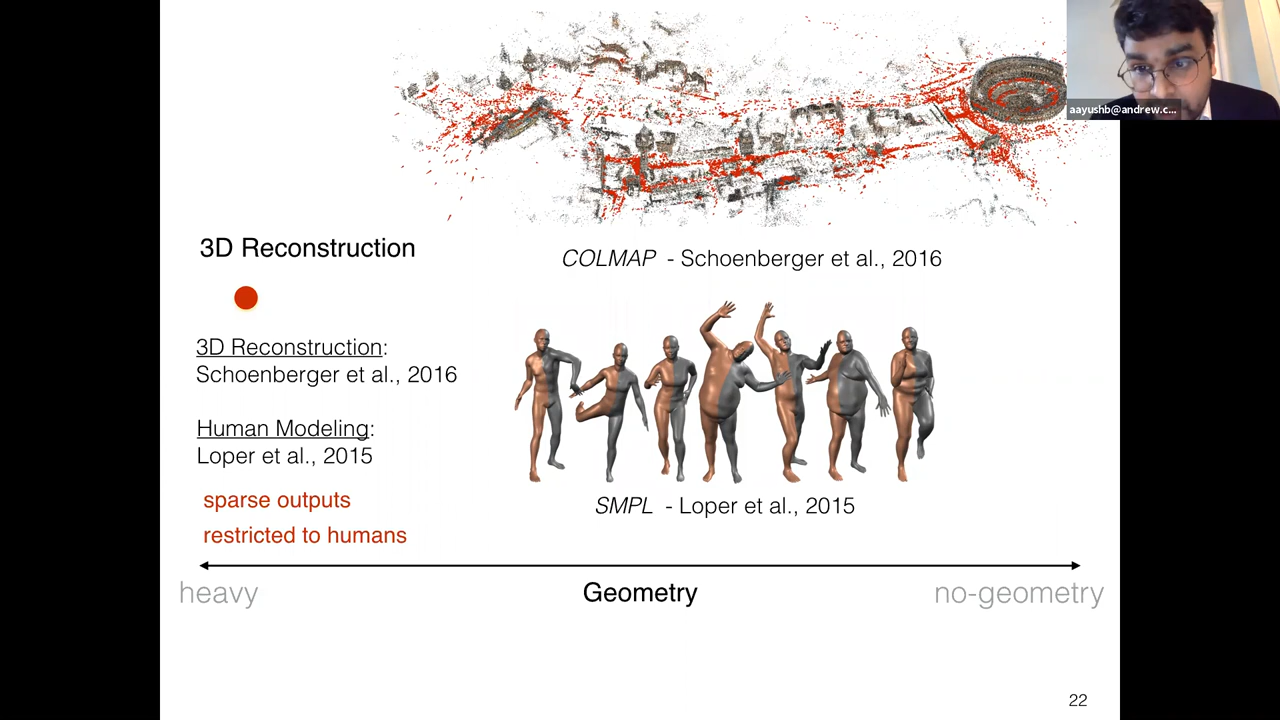 aayushb@andrew.c...
3D Reconstruction
COLMAP - Schoenberger et al., 2016
3D Reconstruction:
Schoenberger et al., 2016
Human Modeling:
Loper et al., 2015
sparse outputs
restricted to humans
SMPL - Loper et al., 2015
heavy
Geometry
no-geometry
22